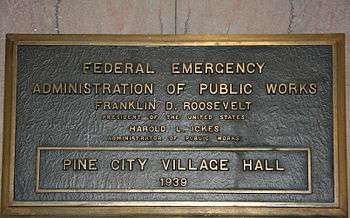 FEDERAL EMERGENCY
ADMINISTRATION OF PUBLIC WORKS
FRANKLIN D. ROOSEVELT
PRESIDENT OF THE UNITED STATES
HAROLD L. ICKES
ADMINISTRATOR OF PUBLIC WORKS
PINE CITY VILLAGE HALL
1939